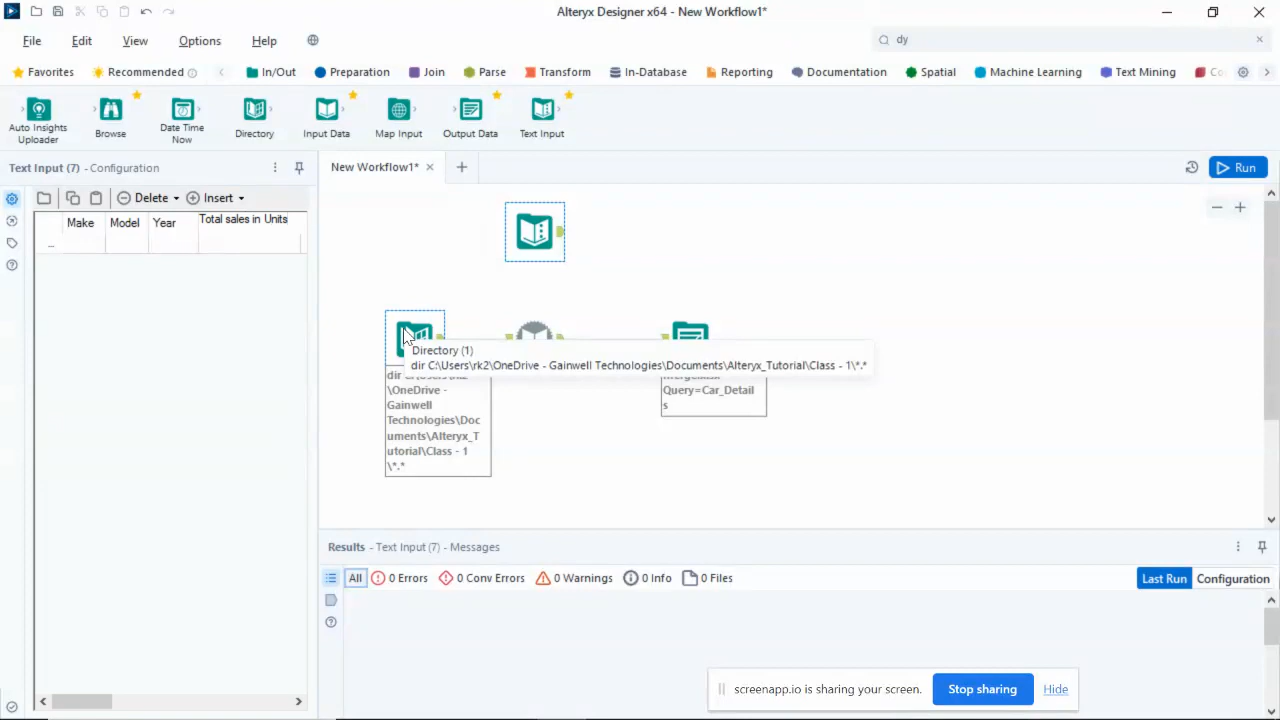 Alteryx Designer x64 - New Workflow1*
File Edit View Options Help
dy
Favorites Recommended In/Out Preparation Join Parse Transform In-Database Reporting Documentation Spatial Machine Learning Text Mining Co
Auto Insights Uploader Browse Date Time Now Directory Input Data Map Input Output Data Text Input
Text Input (7) - Configuration
New Workflow1*
Run
Delete Insert
Make Model Year Total sales in Units
...
Directory (1)
dir C:\Users\rk2\OneDrive - Gainwell Technologies\Documents\Alteryx_Tutorial\Class - 1\*.*
\OneDrive -
Gainwell
Technologies\Doc
uments\Alteryx_T
utorial\Class - 1
\*.*
Query=Car_Detail
s
Results - Text Input (7) - Messages
All 0 Errors 0 Conv Errors 0 Warnings 0 Info 0 Files
Last Run Configuration
screenapp.io is sharing your screen. Stop sharing Hide